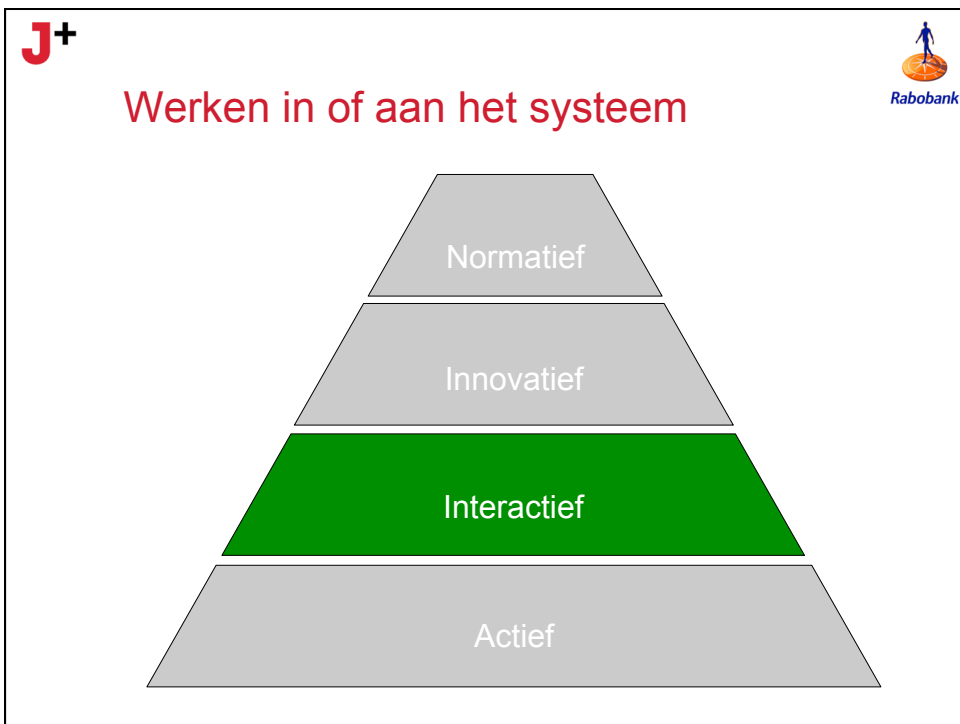 J+
Rabobank
Werken in of aan het systeem
Normatief
Innovatief
Interactief
Actief